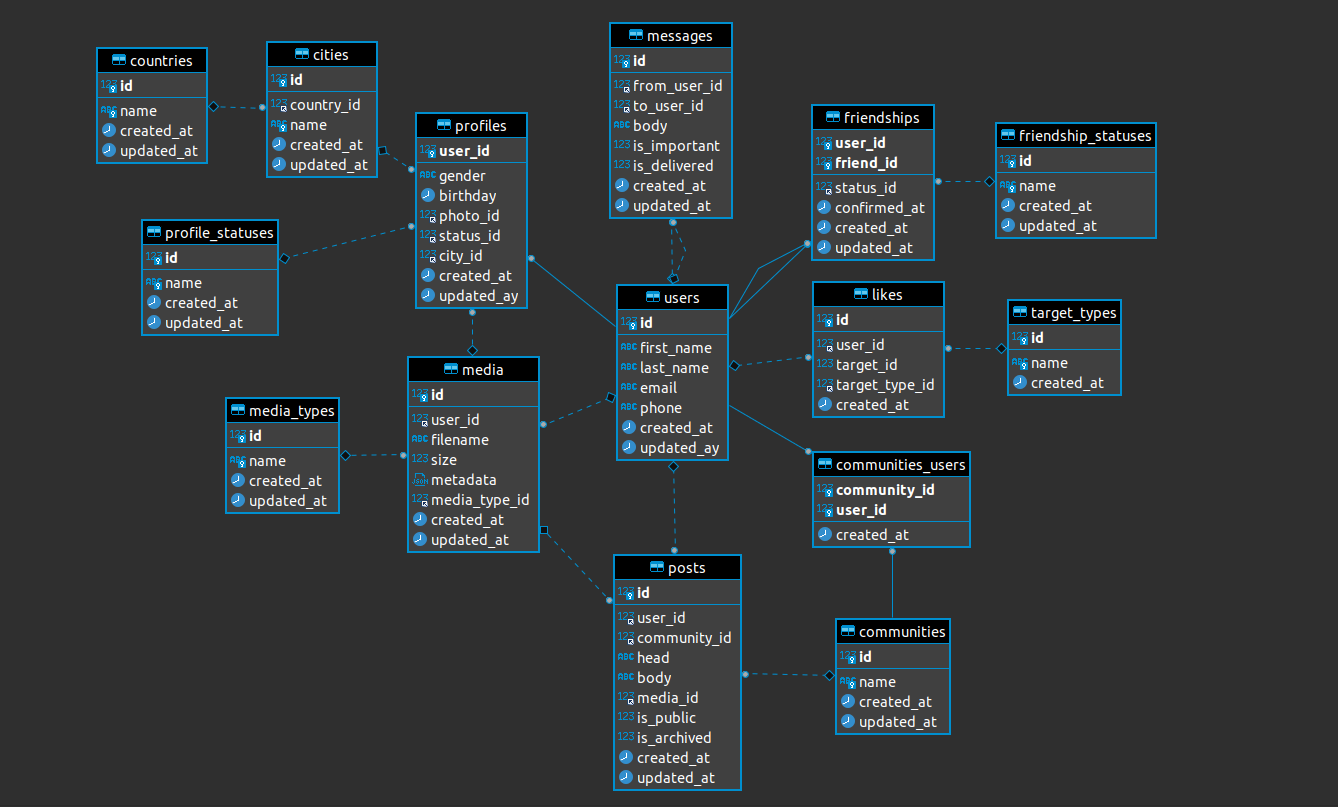 countries
id
name
created_at
updated_at
cities
id
country_id
name
created_at
updated_at
profiles
user_id
gender
birthday
photo_id
status_id
city_id
created_at
updated_ay
messages
id
from_user_id
to_user_id
body
is_important
is_delivered
created_at
updated_at
friendships
user_id
friend_id
status_id
confirmed_at
created_at
updated_at
friendship_statuses
id
name
created_at
updated_at
profile_statuses
id
name
created_at
updated_at
users
id
first_name
last_name
email
phone
created_at
updated_ay
likes
id
user_id
target_id
target_type_id
created_at
target_types
id
name
created_at
media_types
id
name
created_at
updated_at
media
id
user_id
filename
size
metadata
media_type_id
created_at
updated_at
communities_users
community_id
user_id
created_at
posts
id
user_id
community_id
head
body
media_id
is_public
is_archived
created_at
updated_at
communities
id
name
created_at
updated_at